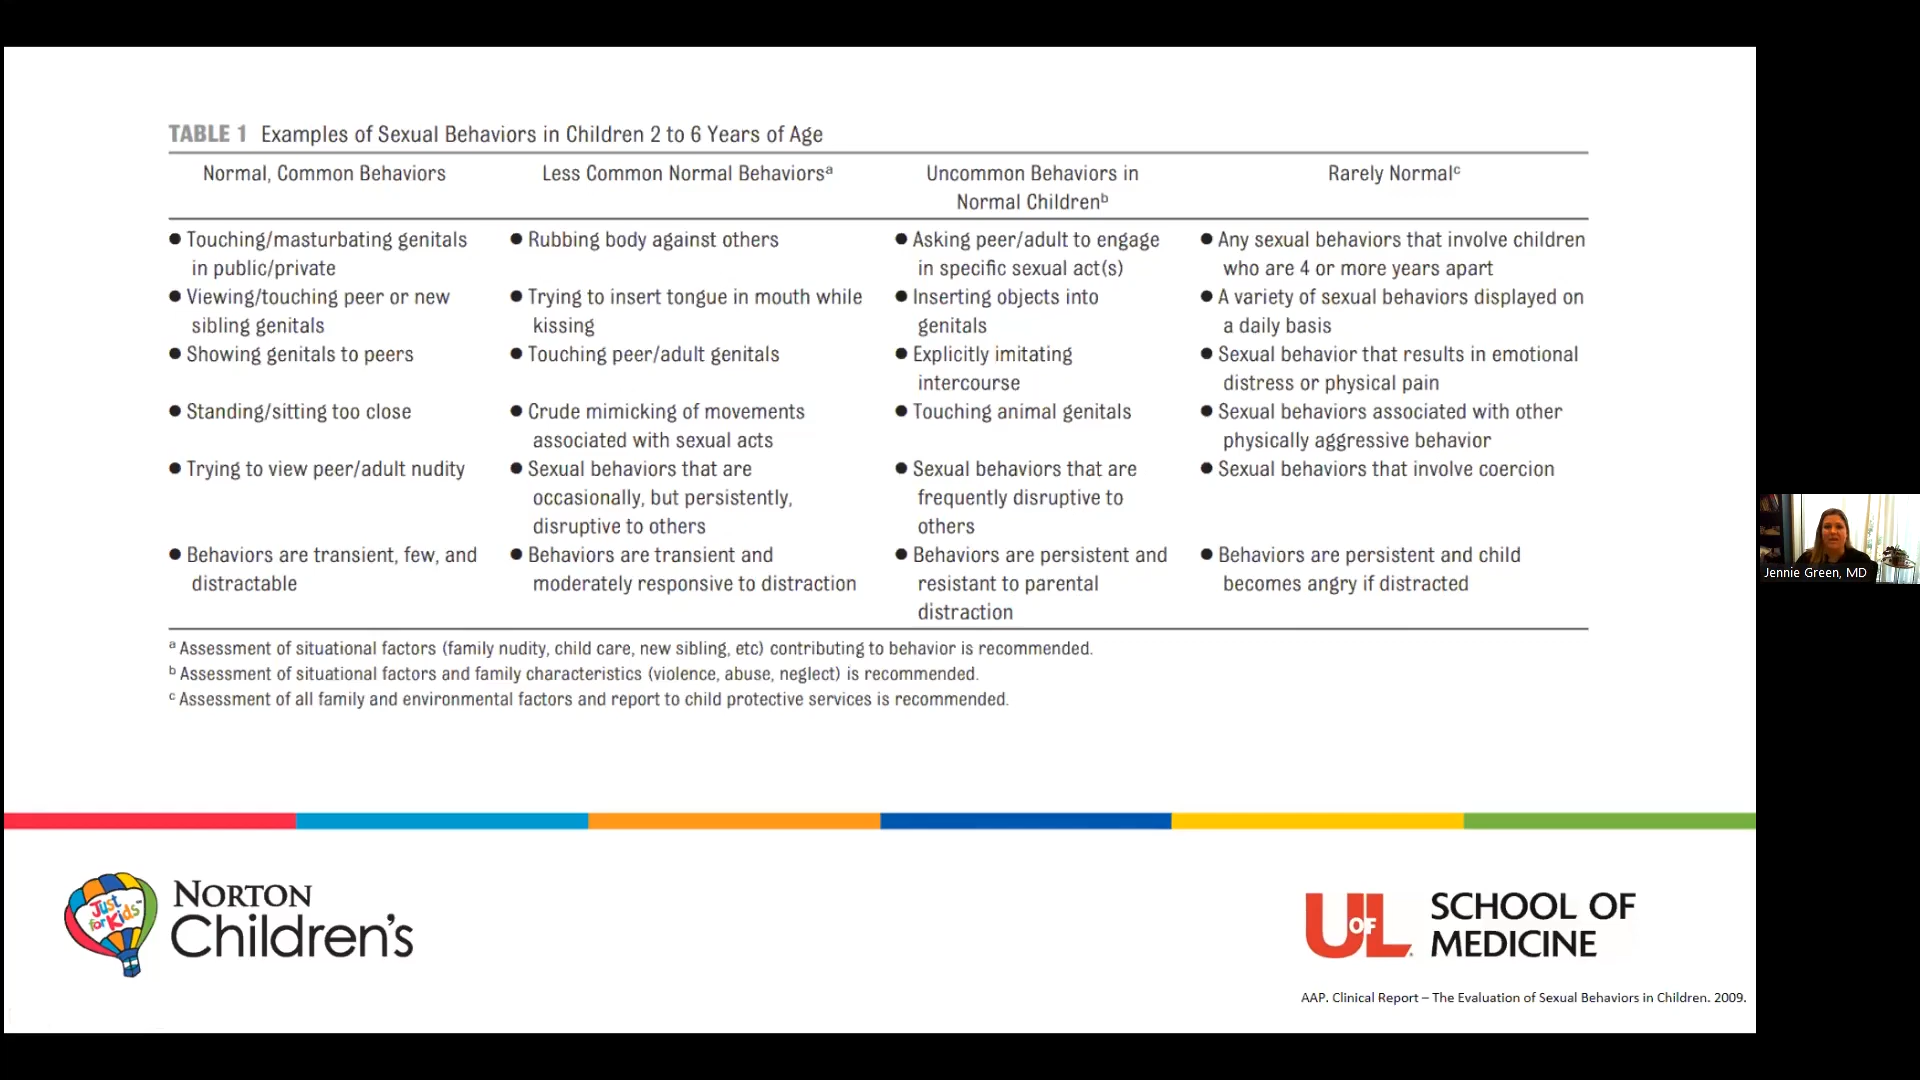 TABLE 1 Examples of Sexual Behaviors in Children 2 to 6 Years of Age
Normal, Common Behaviors
Less Common Normal Behaviorsᵃ
Uncommon Behaviors in
Normal Childrenᵇ
Rarely Normalᶜ
● Touching/masturbating genitals
in public/private
● Rubbing body against others
● Asking peer/adult to engage
in specific sexual act(s)
● Any sexual behaviors that involve children
who are 4 or more years apart
● Viewing/touching peer or new
sibling genitals
● Trying to insert tongue in mouth while
kissing
● Inserting objects into
genitals
● A variety of sexual behaviors displayed on
a daily basis
● Showing genitals to peers
● Touching peer/adult genitals
● Explicitly imitating
intercourse
● Sexual behavior that results in emotional
distress or physical pain
● Standing/sitting too close
● Crude mimicking of movements
associated with sexual acts
● Touching animal genitals
● Sexual behaviors associated with other
physically aggressive behavior
● Trying to view peer/adult nudity
● Sexual behaviors that are
occasionally, but persistently,
disruptive to others
● Sexual behaviors that are
frequently disruptive to
others
● Sexual behaviors that involve coercion
● Behaviors are transient, few, and
distractable
● Behaviors are transient and
moderately responsive to distraction
● Behaviors are persistent and
resistant to parental
distraction
● Behaviors are persistent and child
becomes angry if distracted
ᵃ Assessment of situational factors (family nudity, child care, new sibling, etc) contributing to behavior is recommended.
ᵇ Assessment of situational factors and family characteristics (violence, abuse, neglect) is recommended.
ᶜ Assessment of all family and environmental factors and report to child protective services is recommended.
Jennie Green, MD
Just
for Kids™
NORTON
Children's
U OF L
SCHOOL OF
MEDICINE
AAP. Clinical Report – The Evaluation of Sexual Behaviors in Children. 2009.